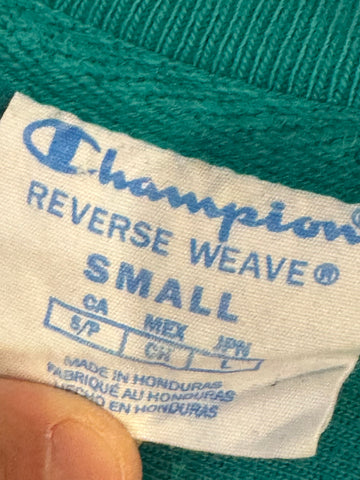 Champion
REVERSE WEAVE®
SMALL
CA MEX JPN
S/P CH L
MADE IN HONDURAS
FABRIQUÉ AU HONDURAS
HECHO EN HONDURAS